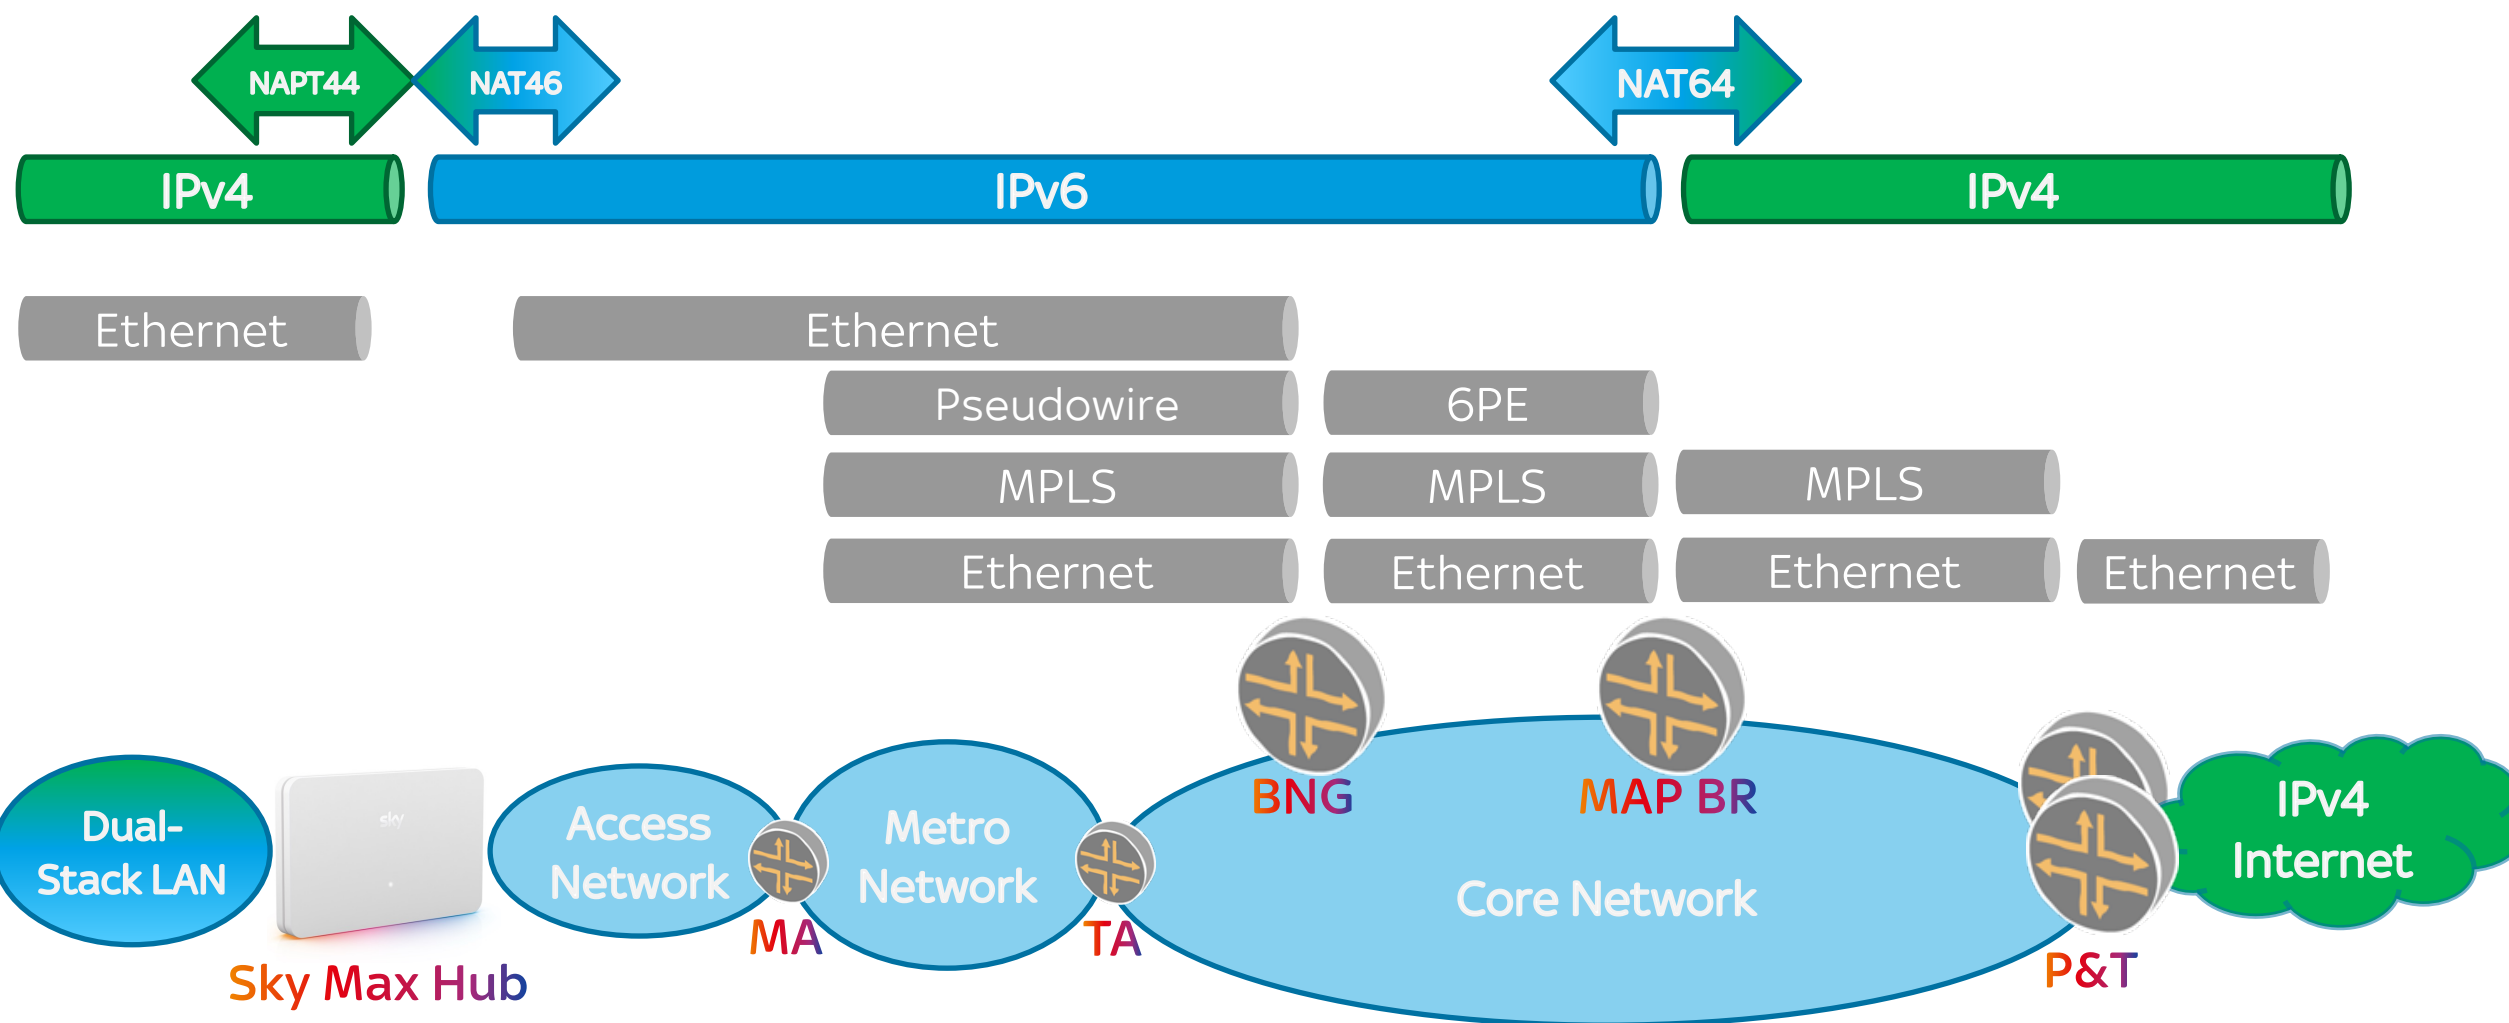 NAPT44
NAT46
NAT64
IPv4
IPv6
IPv4
Ethernet
Ethernet
Pseudowire
6PE
MPLS
MPLS
MPLS
Ethernet
Ethernet
Ethernet
Ethernet
Dual-
Stack LAN
sky
Sky Max Hub
Access
Network
MA
Metro
Network
TA
BNG
MAP BR
Core Network
P&T
IPv4
Internet